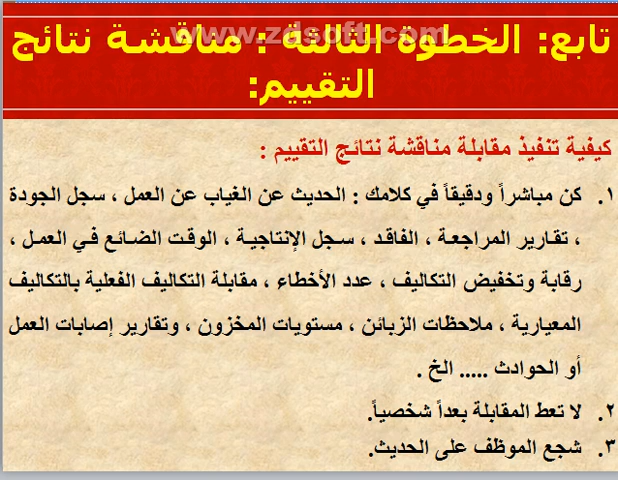 www.zdsoft.com
تابع: الخطوة الثالثة : مناقشة نتائج
التقييم:
كيفية تنفيذ مقابلة مناقشة نتائج التقييم :
١. كن مباشراً ودقيقاً في كلامك : الحديث عن الغياب عن العمل ، سجل الجودة
، تقارير المراجعة ، الفاقد ، سجل الإنتاجية ، الوقت الضائع في العمل ،
رقابة وتخفيض التكاليف ، عدد الأخطاء ، مقابلة التكاليف الفعلية بالتكاليف
المعيارية ، ملاحظات الزبائن ، مستويات المخزون ، وتقارير إصابات العمل
أو الحوادث ..... الخ .
٢. لا تعط المقابلة بعداً شخصياً.
٣. شجع الموظف على الحديث.